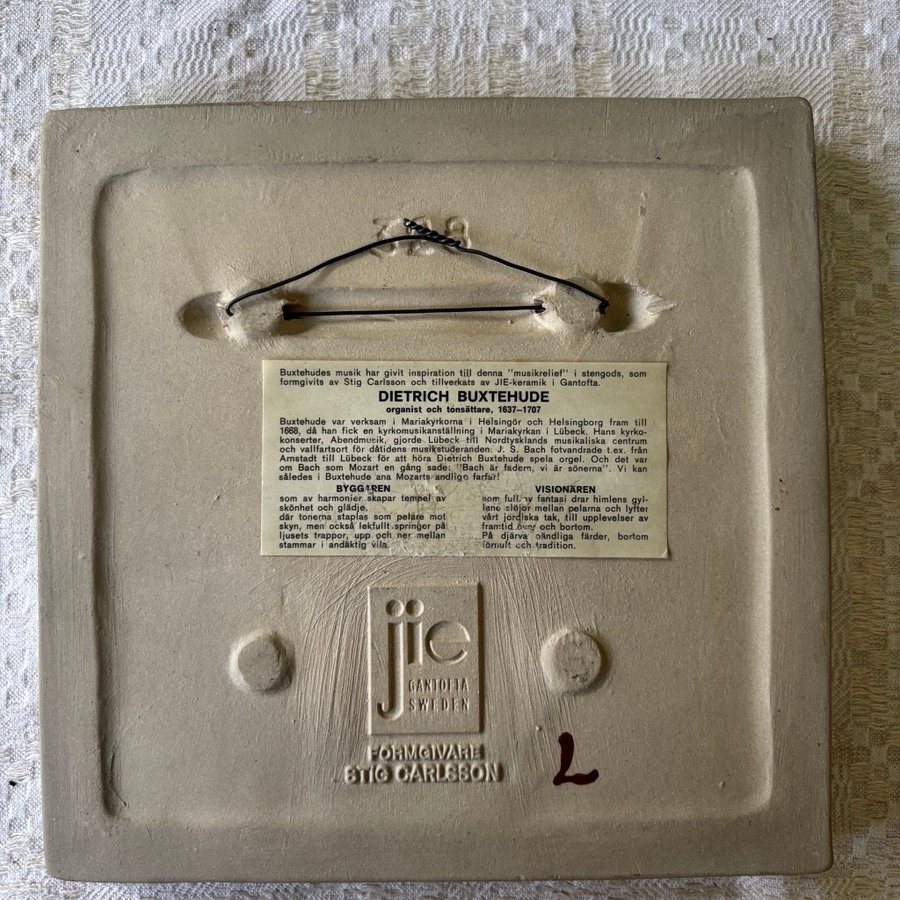 Buxtehudes musik har givit inspiration till denna "musikrelief" i stengods, som
formgivits av Stig Carlsson och tillverkats av JIE-keramik i Gantofta.
DIETRICH BUXTEHUDE
organist och tonsättare, 1637—1707
Buxtehude var verksam i Mariakyrkorna i Helsingör och Helsingborg fram till
1668, då han fick en kyrkomusikanställning i Mariakyrkan i Lübeck. Hans kyrko-
konserter, Abendmusik, gjorde Lübeck till Nordtysklands musikaliska centrum
och vallfartsort för dåtidens musikstuderanden. J. S. Bach fotvandrade t.ex. från
Arnstadt till Lübeck för att höra Dietrich Buxtehude spela orgel. Och det var
om Bach som Mozart en gång sade: "Bach är fadern, vi är sönerna". Vi kan
således i Buxtehude ana Mozarts andlige farfar!
BYGGAREN
som av harmonier skapar tempel av
skönhet och glädje,
där tonerna staplas som pelare mot
skyn, men också lekfullt springer på
ljusets trappor, upp och ner mellan
stammar i andäktig vila.
VISIONÄREN
som full av fantasi drar himlens gyl-
lene slöjor mellan pelarna och lyfter
vårt jordiska tak, till upplevelser av
framtid över och bortom.
På djärva oändliga färder, bortom
förnuft och tradition.
jie
GANTOFTA
SWEDEN
FORMGIVARE
STIG CARLSSON
L